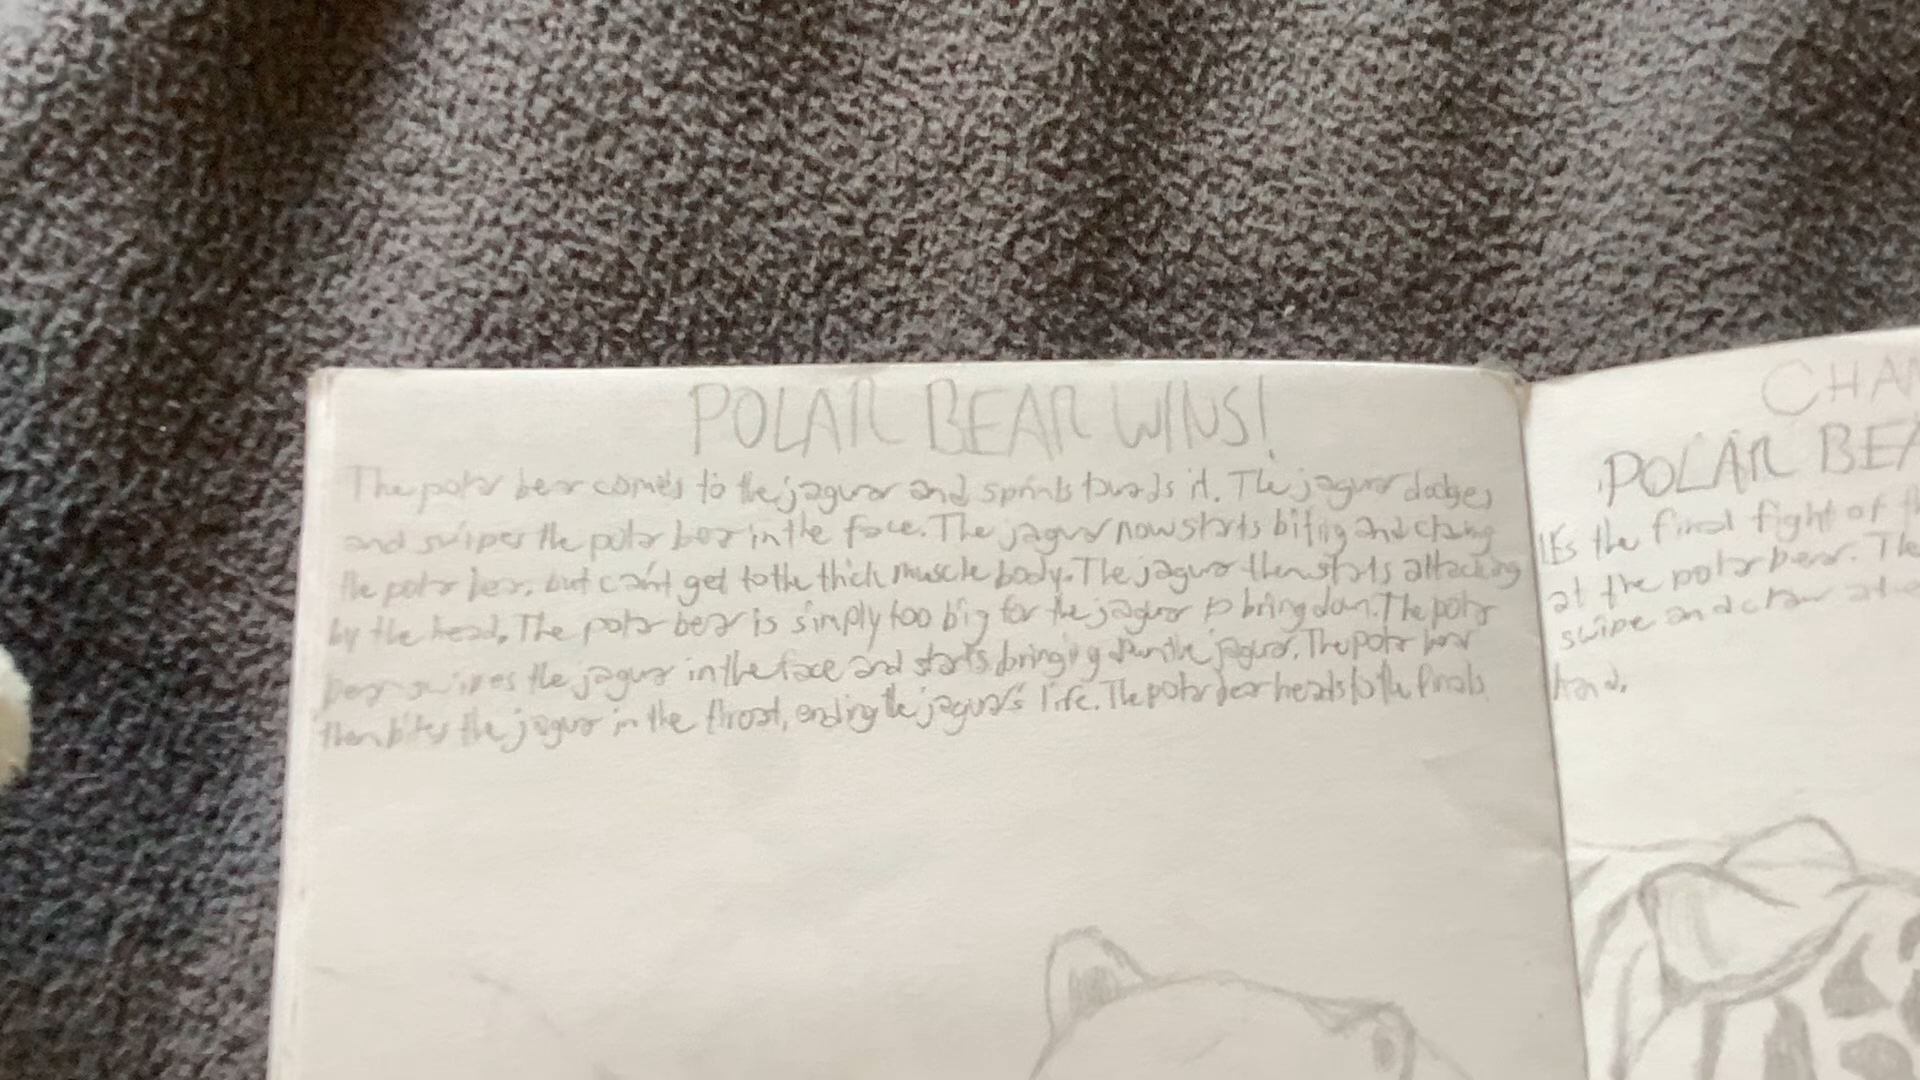 POLAR BEAR WINS!
The polar bear comes to the jaguar and sprints towards it. The jaguar dodges
and swipes the polar bear in the face. The jaguar now starts biting and clawing
the polar bear, but can't get to the thick muscle body. The jaguar then starts attacking
by the head. The polar bear is simply too big for the jaguar to bring down. The polar
bear swipes the jaguar in the face and starts bringing down the jaguar. The polar bear
then bites the jaguar in the throat, ending the jaguar's life. The polar bear heads to the finals
CHAM
POLAR BEA
It's the final fight of th
at the polar bear. The
swipe and claw at
hand.